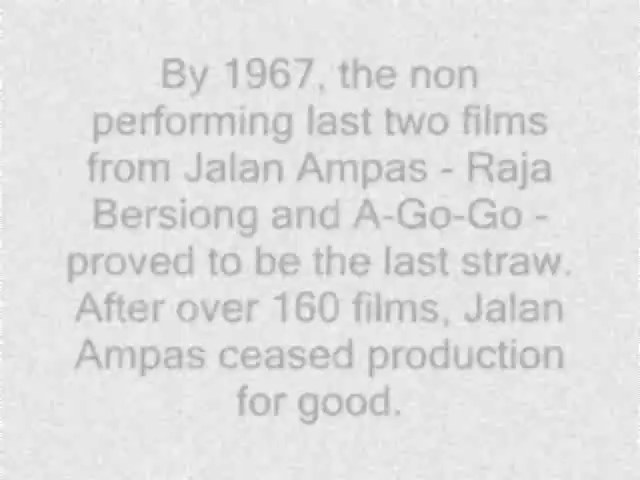 By 1967, the non
performing last two films
from Jalan Ampas - Raja
Bersiong and A-Go-Go -
proved to be the last straw.
After over 160 films, Jalan
Ampas ceased production
for good.